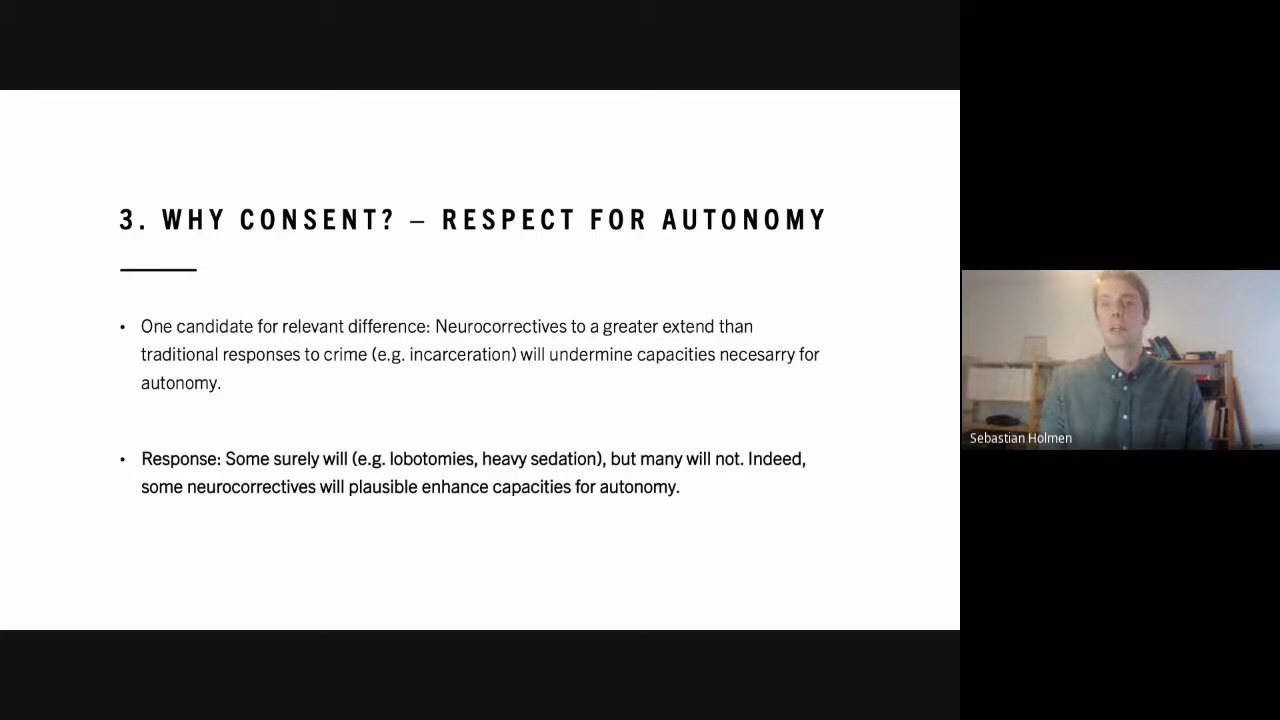 3. WHY CONSENT? – RESPECT FOR AUTONOMY
• One candidate for relevant difference: Neurocorrectives to a greater extend than
traditional responses to crime (e.g. incarceration) will undermine capacities necesarry for
autonomy.
• Response: Some surely will (e.g. lobotomies, heavy sedation), but many will not. Indeed,
some neurocorrectives will plausible enhance capacities for autonomy.
Sebastian Holmen